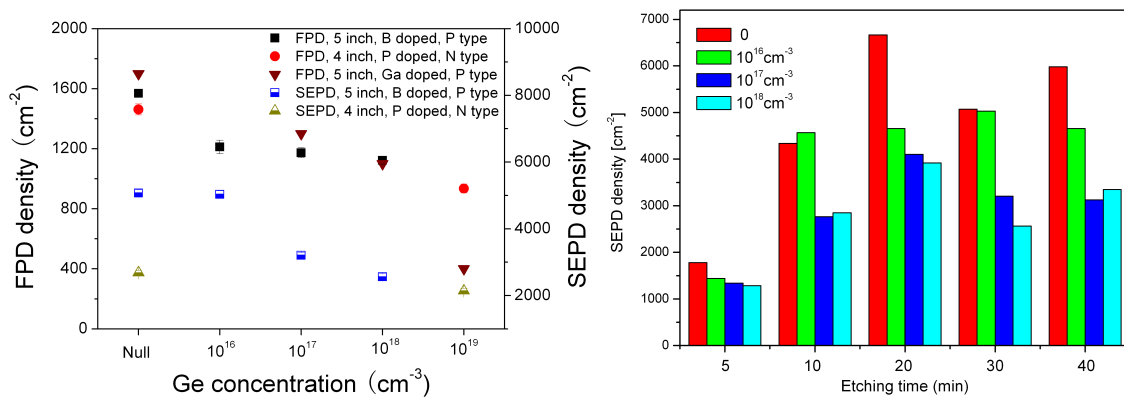 2000
1600
1200
800
400
0
FPD density (cm⁻²)
FPD, 5 inch, B doped, P type
FPD, 4 inch, P doped, N type
FPD, 5 inch, Ga doped, P type
SEPD, 5 inch, B doped, P type
SEPD, 4 inch, P doped, N type
10000
8000
6000
4000
2000
SEPD density (cm⁻²)
Null 10¹⁶ 10¹⁷ 10¹⁸ 10¹⁹
Ge concentration (cm⁻³)
7000
6000
5000
4000
3000
2000
1000
0
SEPD density [cm⁻²]
0
10¹⁶cm⁻³
10¹⁷cm⁻³
10¹⁸cm⁻³
5 10 20 30 40
Etching time (min)